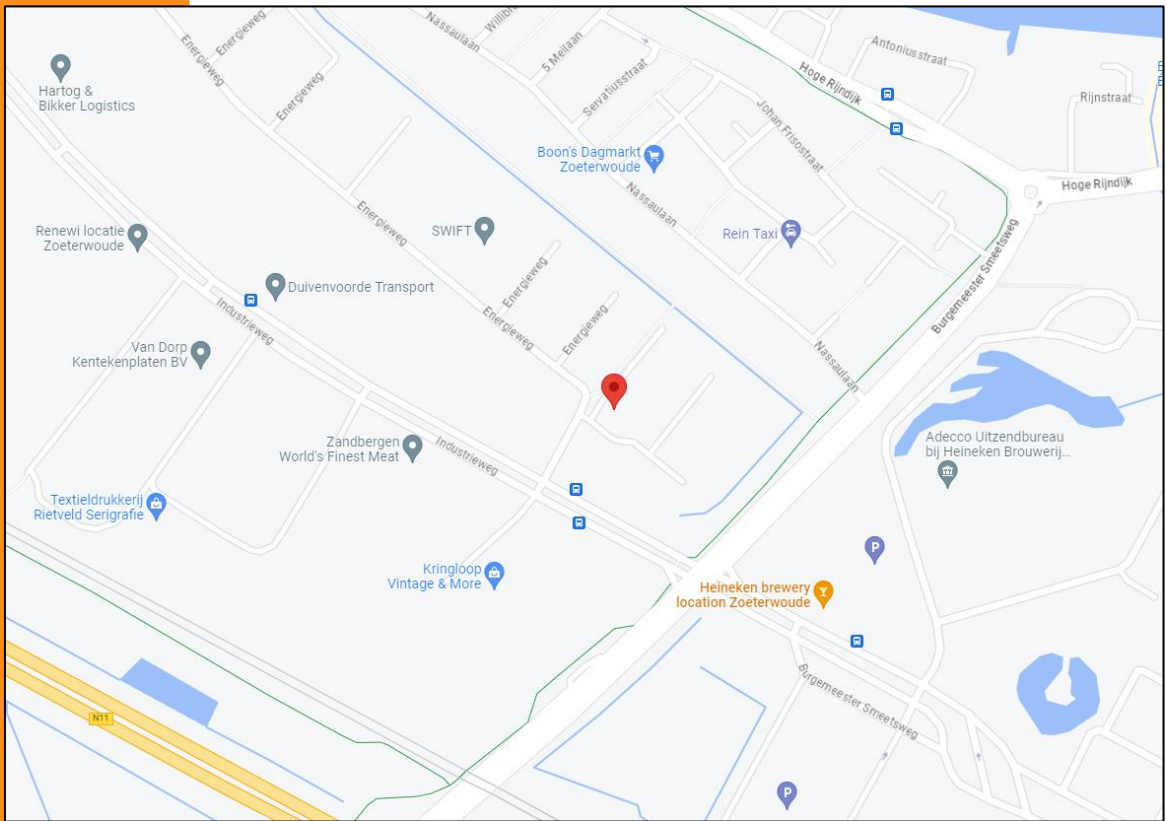 Energieweg
Energieweg
Nassaulaan
Willibro
5 Meilaan
Servatiusstraat
Antoniusstraat
Hoge Rijndijk
Rijnstraat
Hartog &
Bikker Logistics
Energieweg
Johan Frisostraat
Boon's Dagmarkt
Zoeterwoude
Nassaulaan
Hoge Rijndijk
Renewi locatie
Zoeterwoude
Energieweg
SWIFT
Rein Taxi
Burgemeester Smeetsweg
Duivenvoorde Transport
Energieweg
Industrieweg
Energieweg
Energieweg
Nassaulaan
Van Dorp
Kentekenplaten BV
Zandbergen
World's Finest Meat
Industrieweg
Adecco Uitzendbureau
bij Heineken Brouwerij...
Textieldrukkerij
Rietveld Serigrafie
P
Kringloop
Vintage & More
Heineken brewery
location Zoeterwoude
Burgemeester Smeetsweg
N11
P